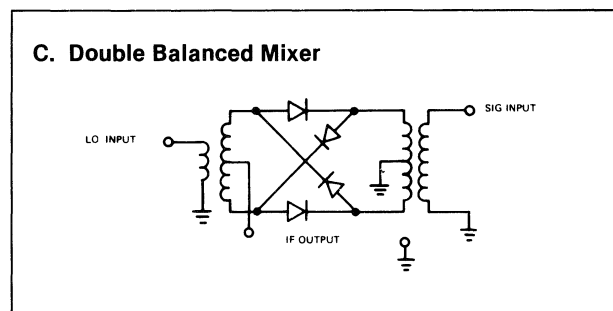 C. Double Balanced Mixer
SIG INPUT
LO INPUT
IF OUTPUT